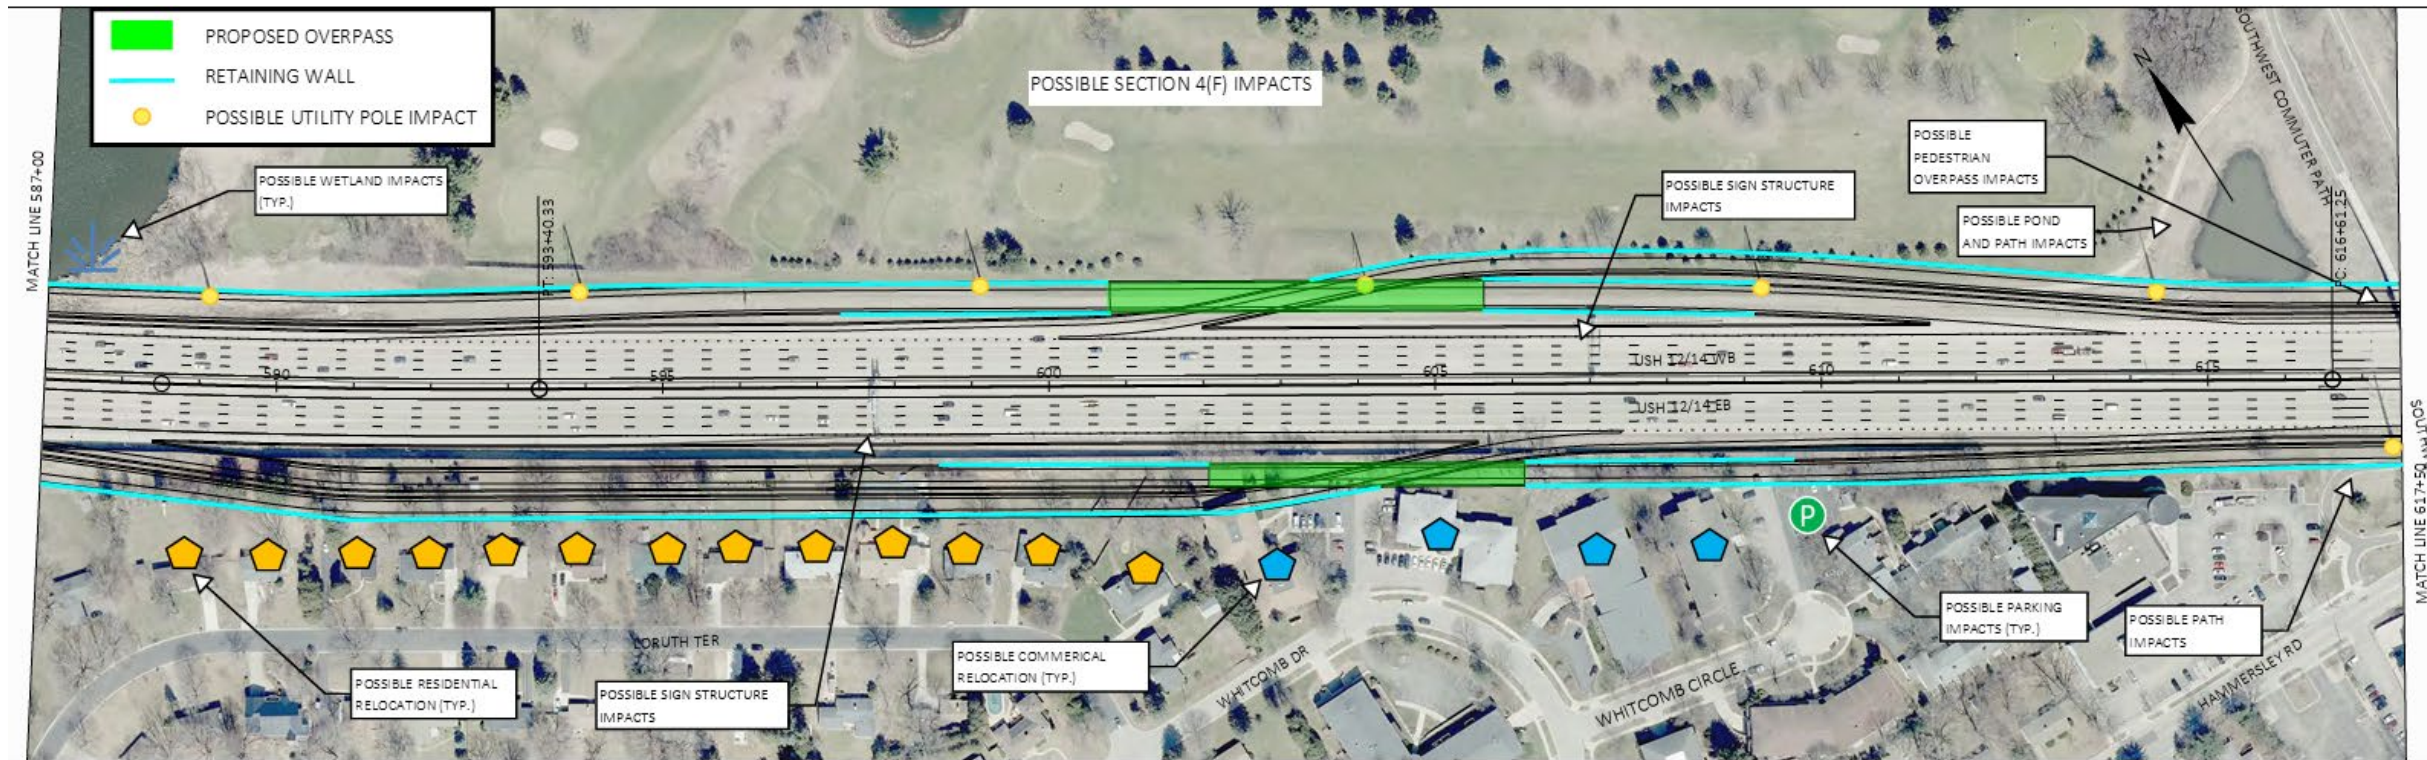 PROPOSED OVERPASS
RETAINING WALL
POSSIBLE UTILITY POLE IMPACT
POSSIBLE SECTION 4(F) IMPACTS
SOUTHWEST COMMUTER PATH
N
POSSIBLE
PEDESTRIAN
OVERPASS IMPACTS
POSSIBLE WETLAND IMPACTS
(TYP.)
POSSIBLE SIGN STRUCTURE
IMPACTS
POSSIBLE POND
AND PATH IMPACTS
MATCH LINE 587+00
PT: 593+40.33
PC: 616+61.25
USH 12/14 WB
590
595
600
605
610
615
USH 12/14 EB
MATCH LINE 617+50
P
LORUTH TER
POSSIBLE RESIDENTIAL
RELOCATION (TYP.)
POSSIBLE SIGN STRUCTURE
IMPACTS
POSSIBLE COMMERICAL
RELOCATION (TYP.)
WHITCOMB DR
WHITCOMB CIRCLE
POSSIBLE PARKING
IMPACTS (TYP.)
POSSIBLE PATH
IMPACTS
HAMMERSLEY RD